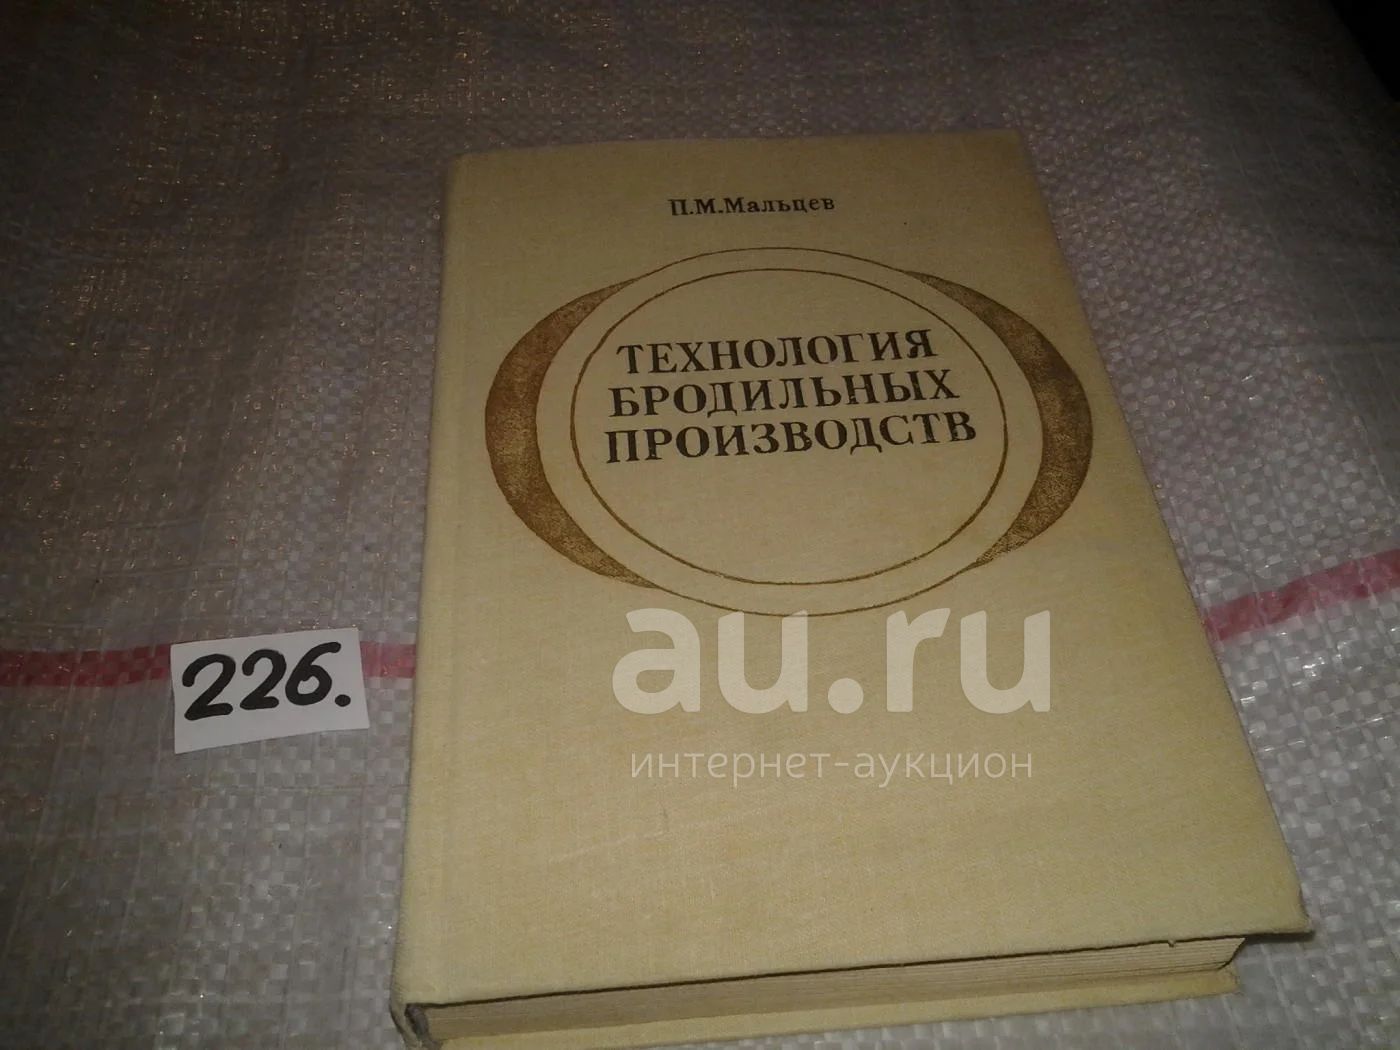 П.М.Мальцев
ТЕХНОЛОГИЯ
БРОДИЛЬНЫХ
ПРОИЗВОДСТВ
226.
au.ru
интернет-аукцион